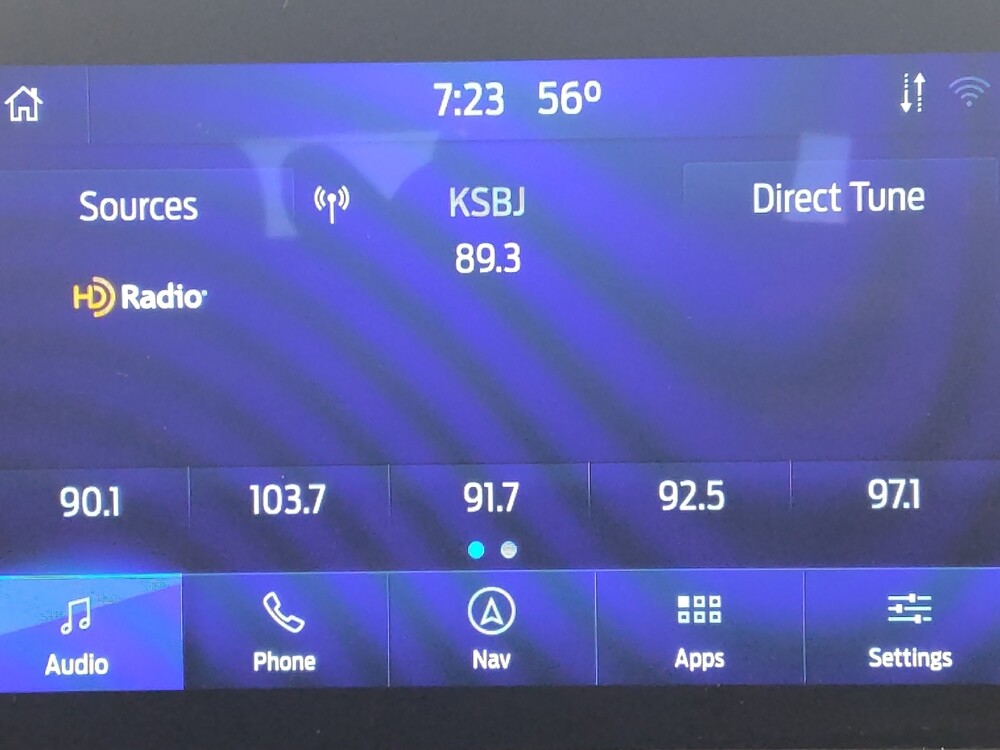 7:23 56º
Sources KSBJ Direct Tune
89.3
HD Radio
90.1 103.7 91.7 92.5 97.1
Audio Phone Nav Apps Settings